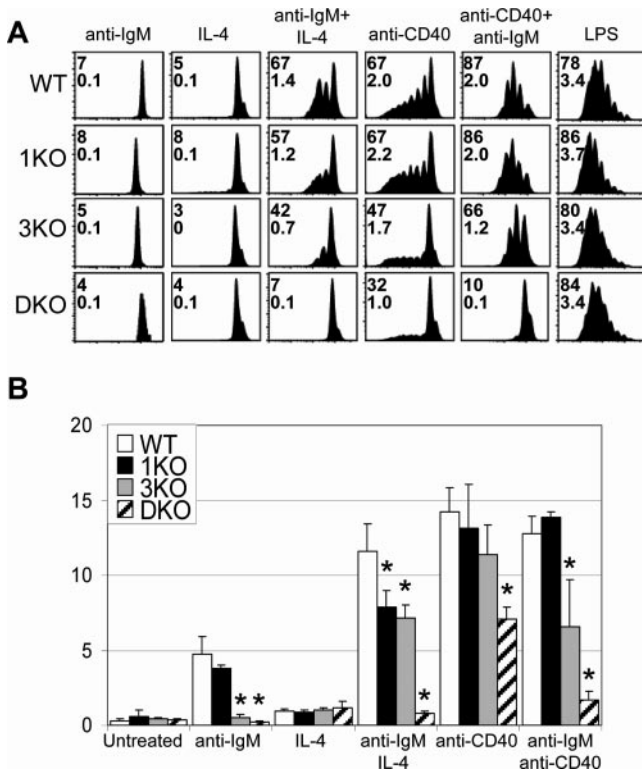 A
anti-IgM IL-4 anti-IgM+ IL-4 anti-CD40 anti-CD40+ anti-IgM LPS
WT 7 0.1 5 0.1 67 1.4 67 2.0 87 2.0 78 3.4
1KO 8 0.1 8 0.1 57 1.2 67 2.2 86 2.0 86 3.7
3KO 5 0.1 3 0 42 0.7 47 1.7 66 1.2 80 3.4
DKO 4 0.1 4 0.1 7 0.1 32 1.0 10 0.1 84 3.4
B
20
15
10
5
0
WT
1KO
3KO
DKO
* * * * * * * *
Untreated anti-IgM IL-4 anti-IgM IL-4 anti-CD40 anti-IgM anti-CD40